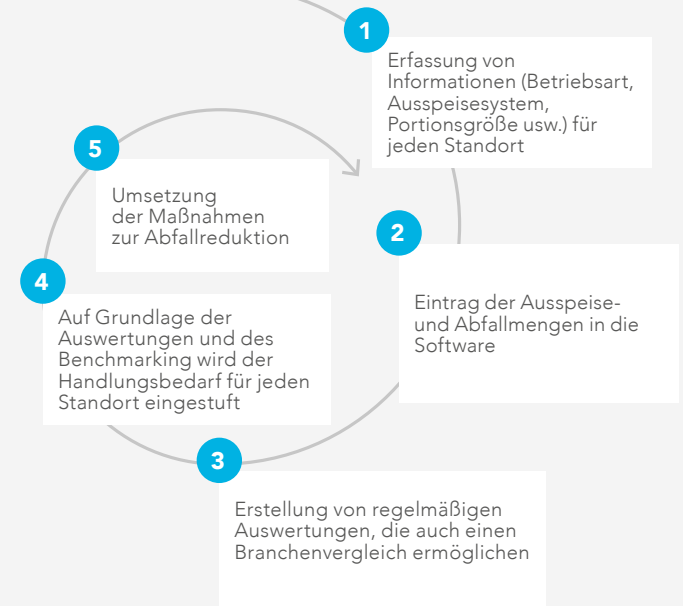 1
Erfassung von
Informationen (Betriebsart,
Ausspeisesystem,
Portionsgröße usw.) für
jeden Standort
2
Eintrag der Ausspeise-
und Abfallmengen in die
Software
3
Erstellung von regelmäßigen
Auswertungen, die auch einen
Branchenvergleich ermöglichen
4
Auf Grundlage der
Auswertungen und des
Benchmarking wird der
Handlungsbedarf für jeden
Standort eingestuft
5
Umsetzung
der Maßnahmen
zur Abfallreduktion